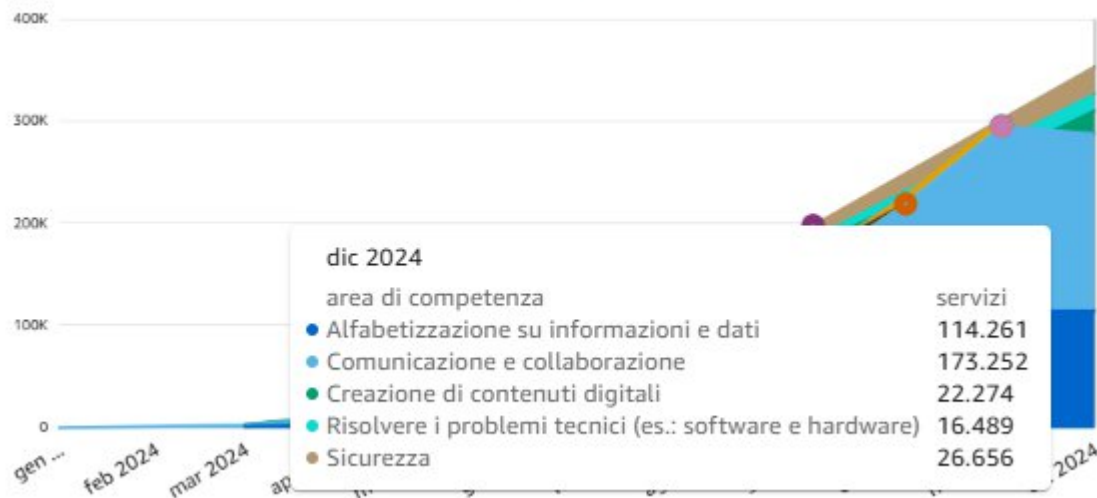 400K
300K
200K
100K
0
dic 2024
area di competenza servizi
Alfabetizzazione su informazioni e dati 114.261
Comunicazione e collaborazione 173.252
Creazione di contenuti digitali 22.274
Risolvere i problemi tecnici (es.: software e hardware) 16.489
Sicurezza 26.656
gen ...
feb 2024
mar 2024
2024